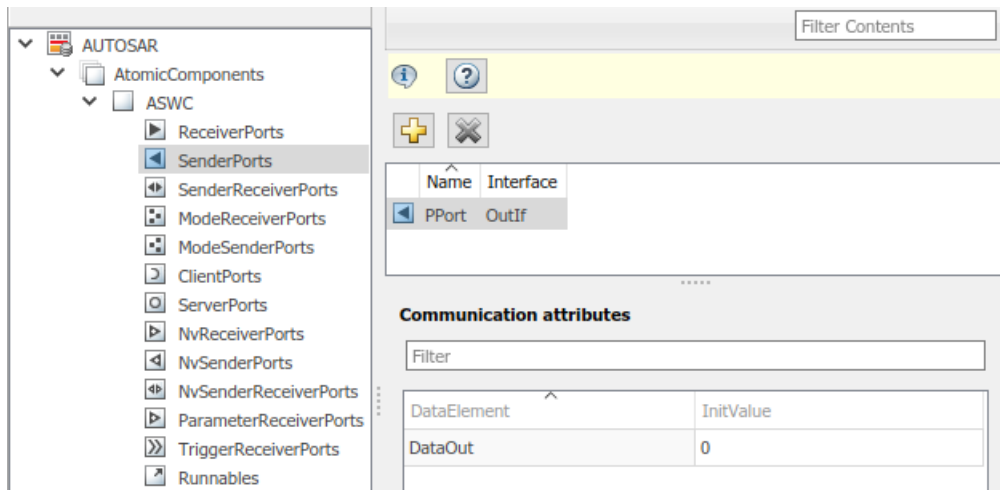 AUTOSAR
AtomicComponents
ASWC
ReceiverPorts
SenderPorts
SenderReceiverPorts
ModeReceiverPorts
ModeSenderPorts
ClientPorts
ServerPorts
NvReceiverPorts
NvSenderPorts
NvSenderReceiverPorts
ParameterReceiverPorts
TriggerReceiverPorts
Runnables
Filter Contents
Name Interface
PPort OutIf
Communication attributes
Filter
DataElement InitValue
DataOut 0